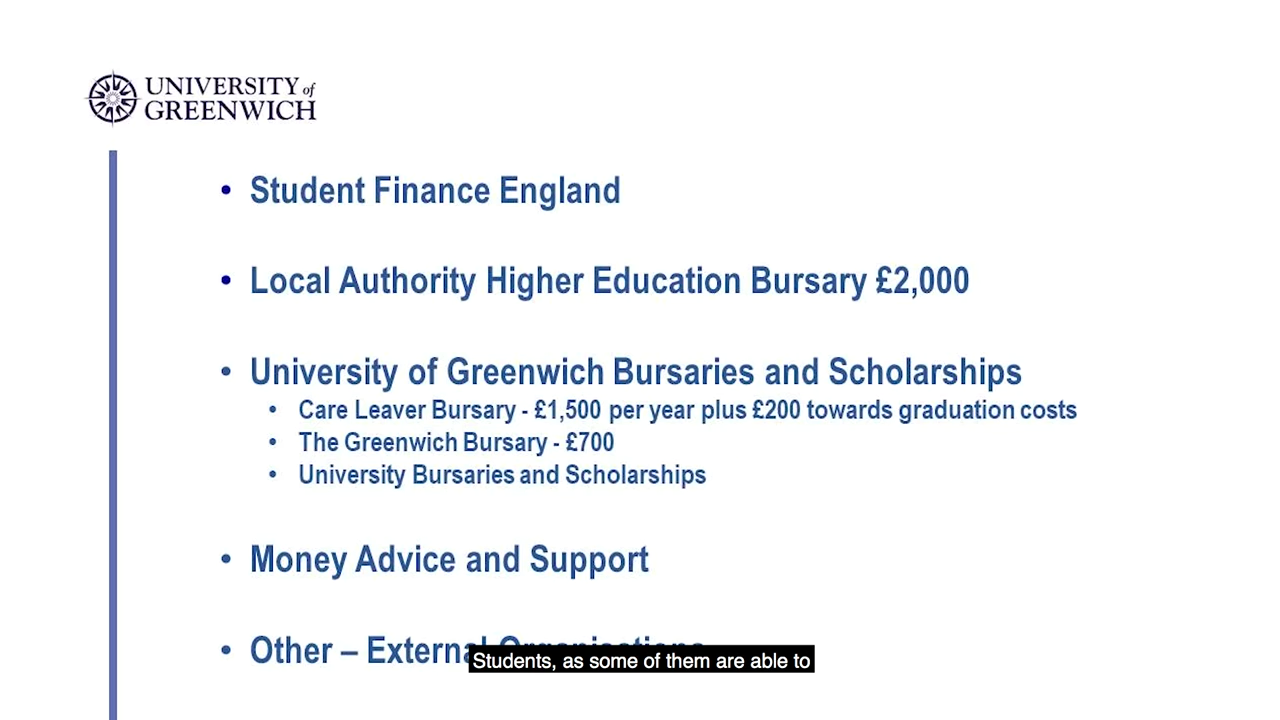 UNIVERSITY of
GREENWICH
• Student Finance England
• Local Authority Higher Education Bursary £2,000
• University of Greenwich Bursaries and Scholarships
• Care Leaver Bursary - £1,500 per year plus £200 towards graduation costs
• The Greenwich Bursary - £700
• University Bursaries and Scholarships
• Money Advice and Support
• Other – External Organisations
Students, as some of them are able to